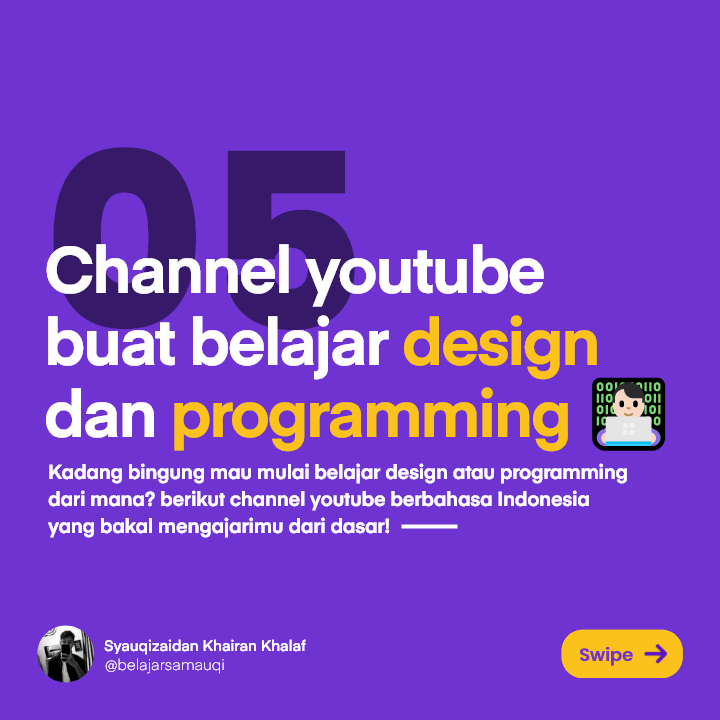 05
Channel youtube
buat belajar design
dan programming
Kadang bingung mau mulai belajar design atau programming
dari mana? berikut channel youtube berbahasa Indonesia
yang bakal mengajarimu dari dasar!
Syauqizaidan Khairan Khalaf
@belajarsamauqi
Swipe